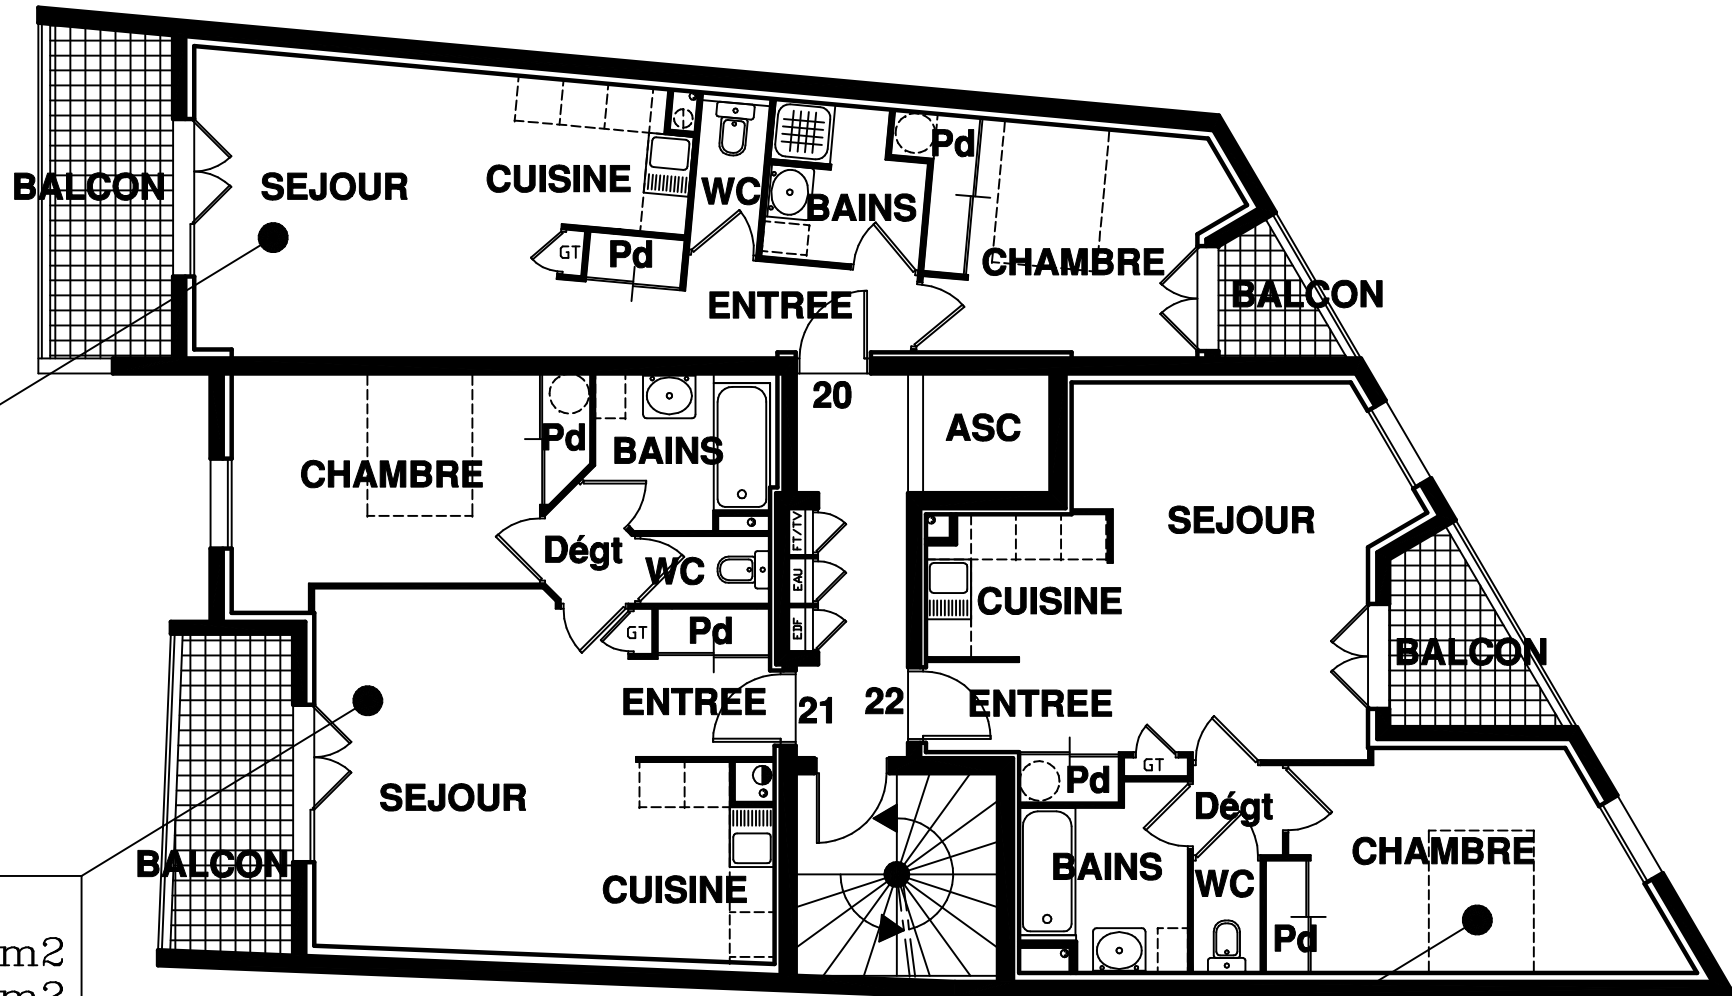 BALCON
SEJOUR
CUISINE
WC
BAINS
Pd
GT
Pd
CHAMBRE
BALCON
ENTREE
20
ASC
CHAMBRE
Pd
BAINS
Dégt
WC
FT/TV
EAU
EDF
GT
Pd
ENTREE
21
22
SEJOUR
CUISINE
ENTREE
BALCON
BALCON
SEJOUR
CUISINE
Pd
GT
Dégt
BAINS
WC
CHAMBRE
Pd
m2
m2